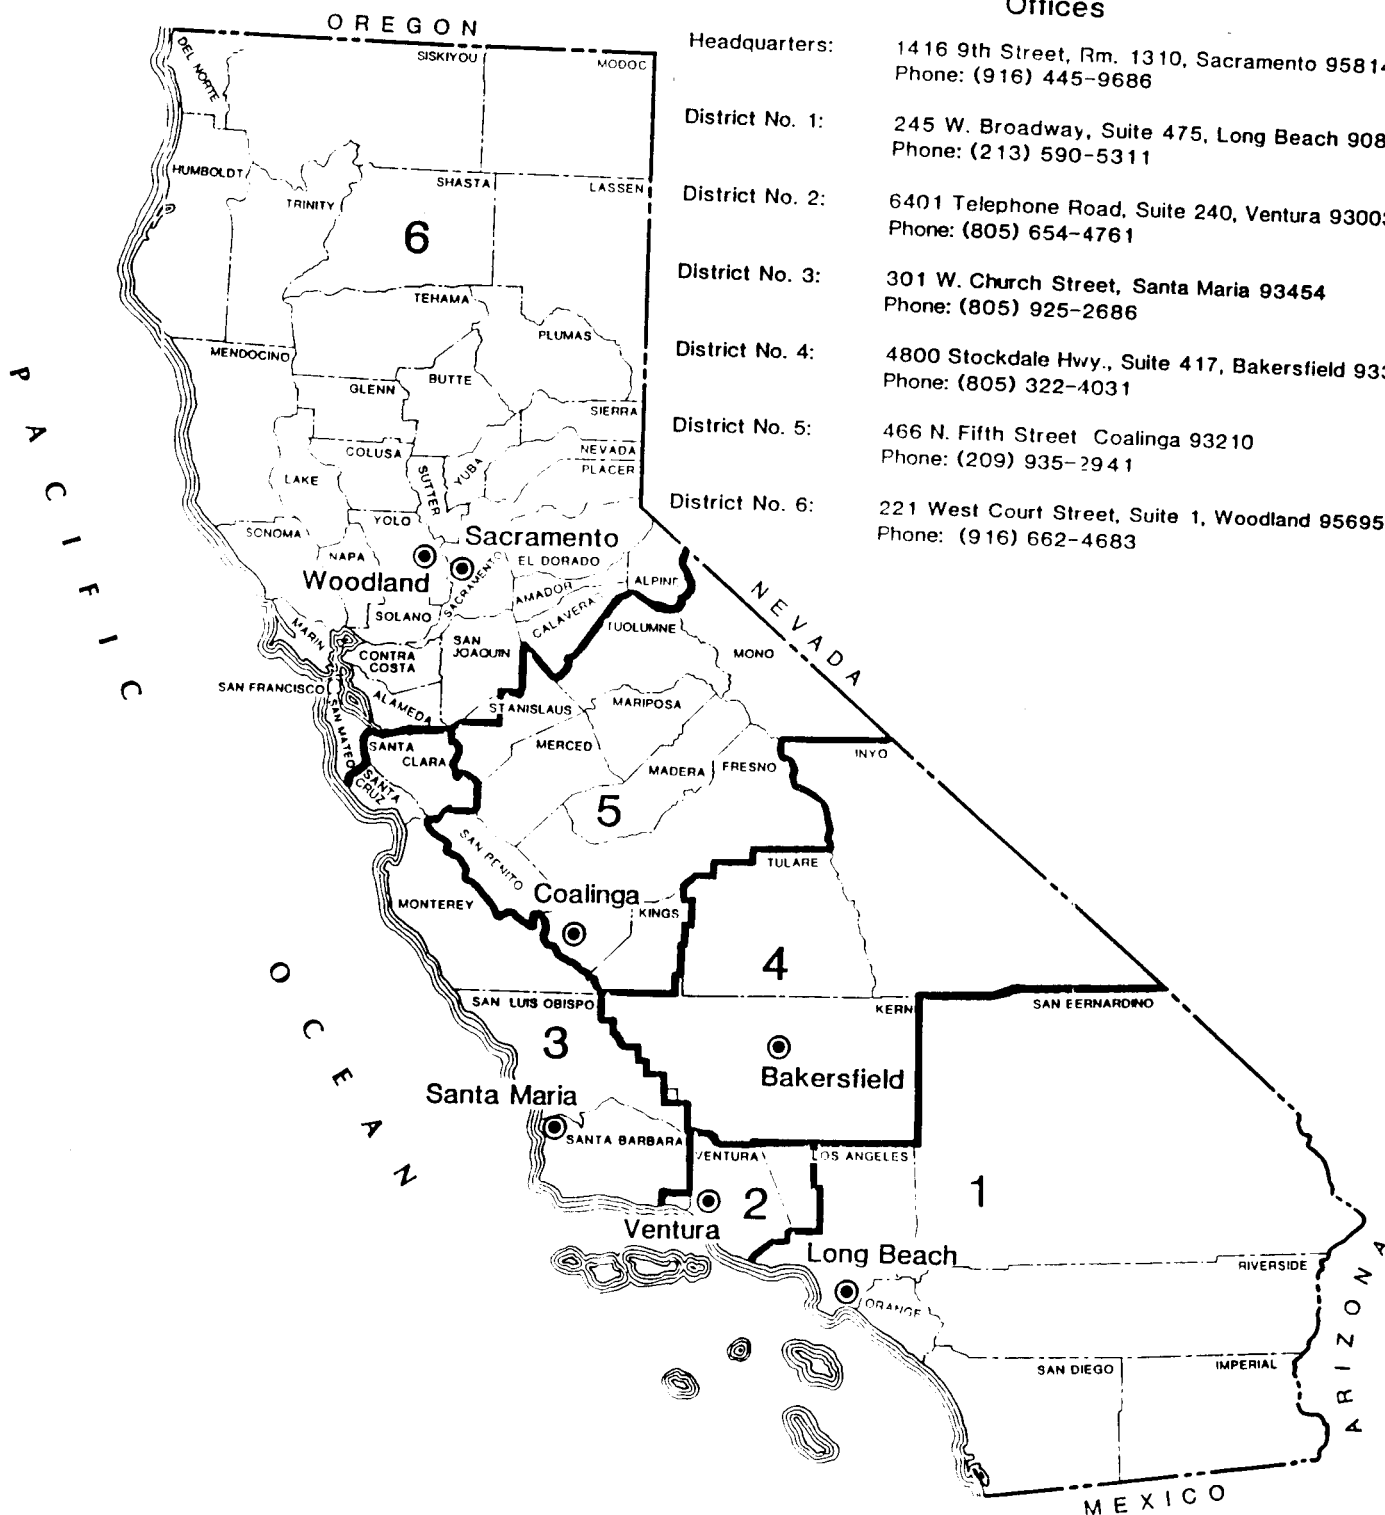 Offices
Headquarters: 1416 9th Street, Rm. 1310, Sacramento 95814
Phone: (916) 445-9686
District No. 1: 245 W. Broadway, Suite 475, Long Beach 908
Phone: (213) 590-5311
District No. 2: 6401 Telephone Road, Suite 240, Ventura 93003
Phone: (805) 654-4761
District No. 3: 301 W. Church Street, Santa Maria 93454
Phone: (805) 925-2686
District No. 4: 4800 Stockdale Hwy., Suite 417, Bakersfield 933
Phone: (805) 322-4031
District No. 5: 466 N. Fifth Street Coalinga 93210
Phone: (209) 935-2941
District No. 6: 221 West Court Street, Suite 1, Woodland 95695
Phone: (916) 662-4683
OREGON
DEL NORTE
SISKIYOU
MODOC
HUMBOLDT
TRINITY
SHASTA
LASSEN
6
TEHAMA
PLUMAS
MENDOCINO
GLENN
BUTTE
SIERRA
COLUSA
NEVADA
PLACER
LAKE
SUTTER
YUBA
YOLO
SONOMA
NAPA
Sacramento
Woodland
SACRAMENTO
EL DORADO
AMADOR
ALPINE
CALAVERA
SOLANO
MARIN
CONTRA
COSTA
SAN
JOAQUIN
TUOLUMNE
MONO
NEVADA
SAN FRANCISCO
SAN MATEO
ALAMEDA
STANISLAUS
MARIPOSA
SANTA
CLARA
SANTA
CRUZ
MERCED
MADERA
FRESNO
INYO
5
SAN BENITO
TULARE
Coalinga
MONTEREY
KINGS
4
SAN LUIS OBISPO
KERN
SAN BERNARDINO
3
Bakersfield
Santa Maria
SANTA BARBARA
VENTURA
LOS ANGELES
2
1
Ventura
Long Beach
ORANGE
RIVERSIDE
SAN DIEGO
IMPERIAL
ARIZONA
MEXICO
PACIFIC
OCEAN